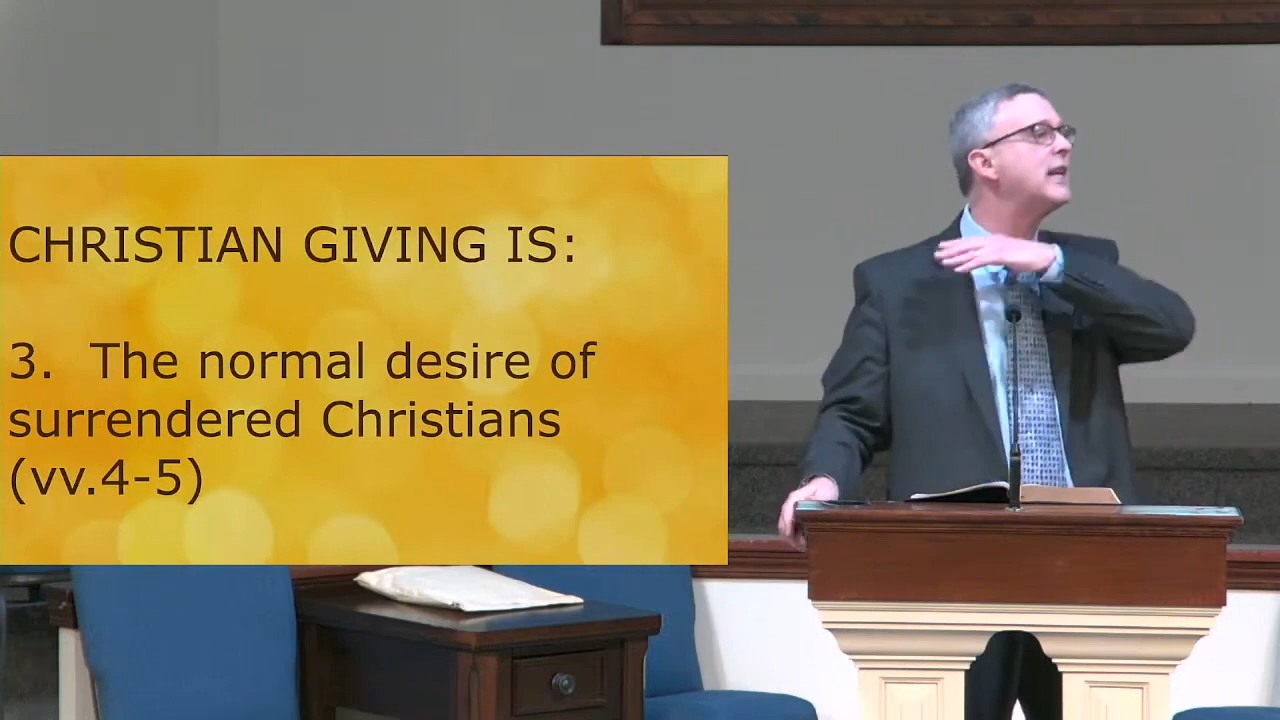 CHRISTIAN GIVING IS:
3. The normal desire of
surrendered Christians
(vv.4-5)